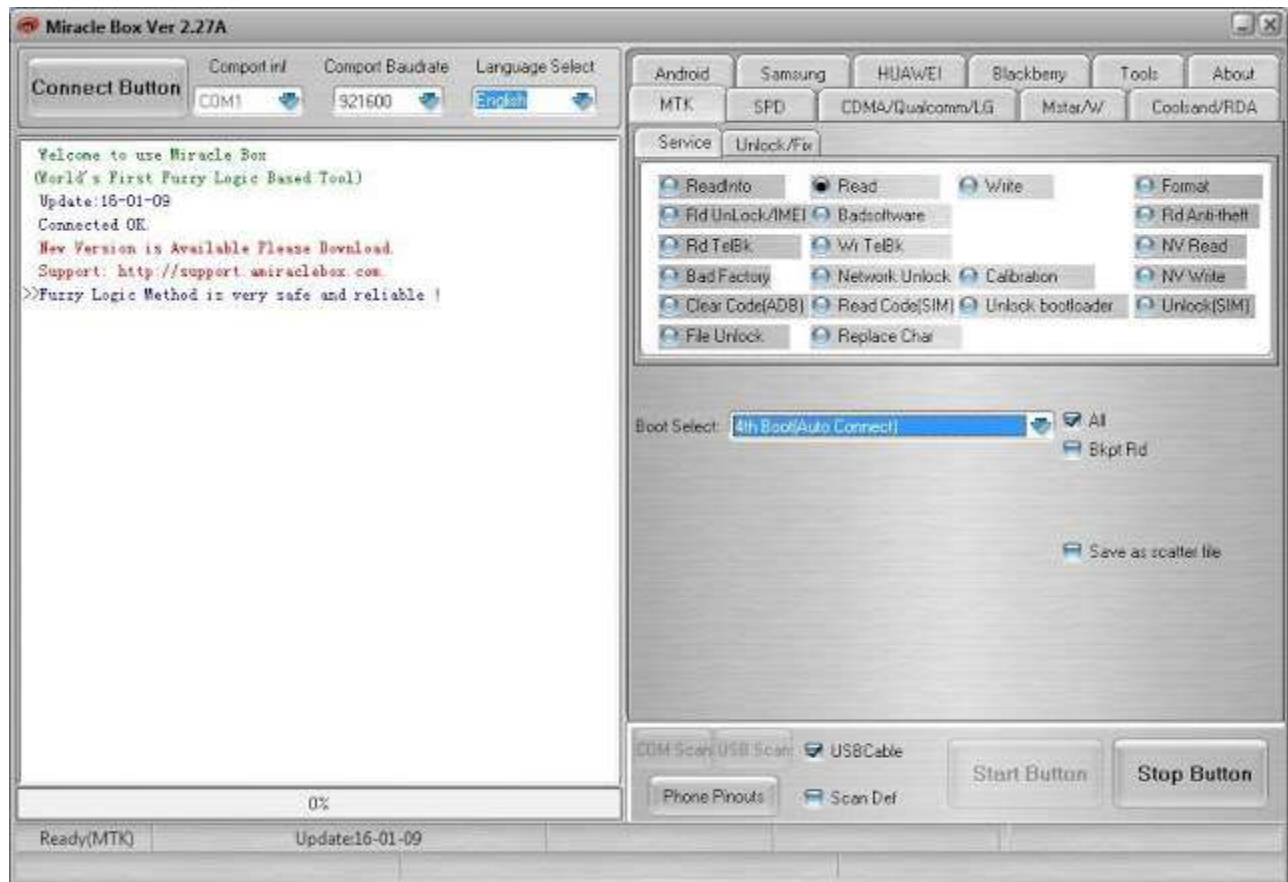 Miracle Box Ver 2.27A
Connect Button
Comport inf
Comport Baudrate
Language Select
COM1
921600
English
Android
Samsung
HUAWEI
Blackberry
Tools
About
MTK
SPD
CDMA/Qualcomm/LG
Mstar/W
Coolsand/RDA
Service
Unlock/Fix
Welcome to use Miracle Box
(World's First Fuzzy Logic Based Tool)
Update:16-01-09
Connected OK.
New Version is Available Please Download.
Support: http://support.amiraclebox.com
>>Fuzzy Logic Method is very safe and reliable !
ReadInfo
Read
Write
Format
Rd UnLock/IMEI
Badsoftware
Rd Anti-theft
Rd TelBk
Wr TelBk
NV Read
Bad Factory
Network Unlock
Calibration
NV Write
Clear Code(ADB)
Read Code(SIM)
Unlock bootloader
Unlock(SIM)
File Unlock
Replace Char
Boot Select:
4th Boot(Auto Connect)
All
Bkpt Rd
Save as scatter file
COM Scan
USB Scan
USBCable
Start Button
Stop Button
Phone Pinouts
Scan Def
0%
Ready(MTK)
Update:16-01-09